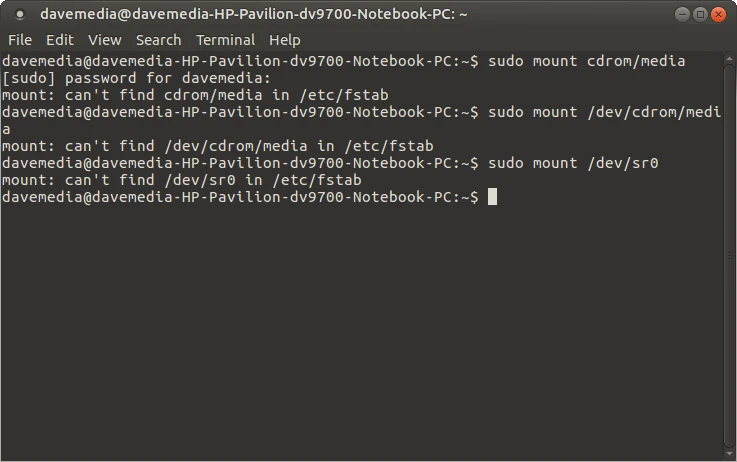 davemedia@davemedia-HP-Pavilion-dv9700-Notebook-PC: ~
File Edit View Search Terminal Help
davemedia@davemedia-HP-Pavilion-dv9700-Notebook-PC:~$ sudo mount cdrom/media
[sudo] password for davemedia:
mount: can't find cdrom/media in /etc/fstab
davemedia@davemedia-HP-Pavilion-dv9700-Notebook-PC:~$ sudo mount /dev/cdrom/medi
a
mount: can't find /dev/cdrom/media in /etc/fstab
davemedia@davemedia-HP-Pavilion-dv9700-Notebook-PC:~$ sudo mount /dev/sr0
mount: can't find /dev/sr0 in /etc/fstab
davemedia@davemedia-HP-Pavilion-dv9700-Notebook-PC:~$